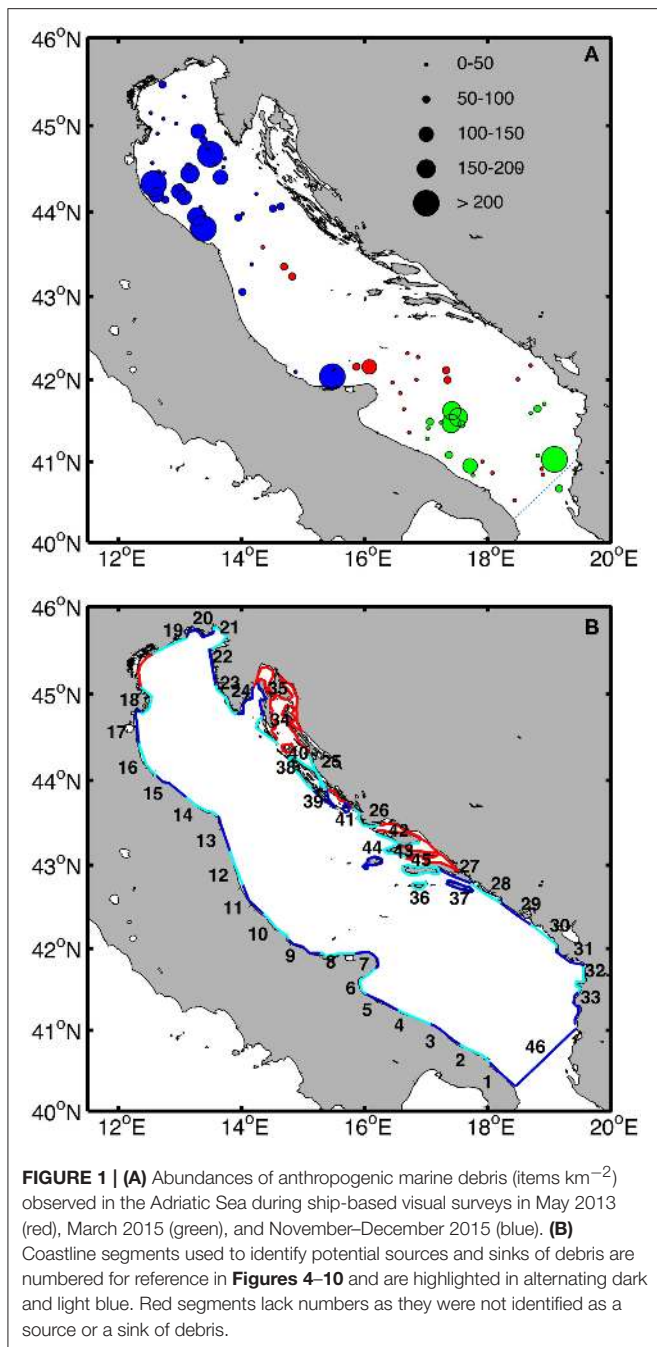 46°N
45°N
44°N
43°N
42°N
41°N
40°N
12°E
14°E
16°E
18°E
20°E
A
0-50
50-100
100-150
150-200
> 200
46°N
45°N
44°N
43°N
42°N
41°N
40°N
12°E
14°E
16°E
18°E
20°E
B
20
19
21
22
23
24
18
17
16
15
14
13
12
11
10
9
8
7
6
5
4
3
2
1
35
34
40
25
38
39
41
26
42
43
44
45
27
36
37
28
29
30
31
32
33
46
FIGURE 1 | (A) Abundances of anthropogenic marine debris (items km−2)
observed in the Adriatic Sea during ship-based visual surveys in May 2013
(red), March 2015 (green), and November–December 2015 (blue). (B)
Coastline segments used to identify potential sources and sinks of debris are
numbered for reference in Figures 4–10 and are highlighted in alternating dark
and light blue. Red segments lack numbers as they were not identified as a
source or a sink of debris.